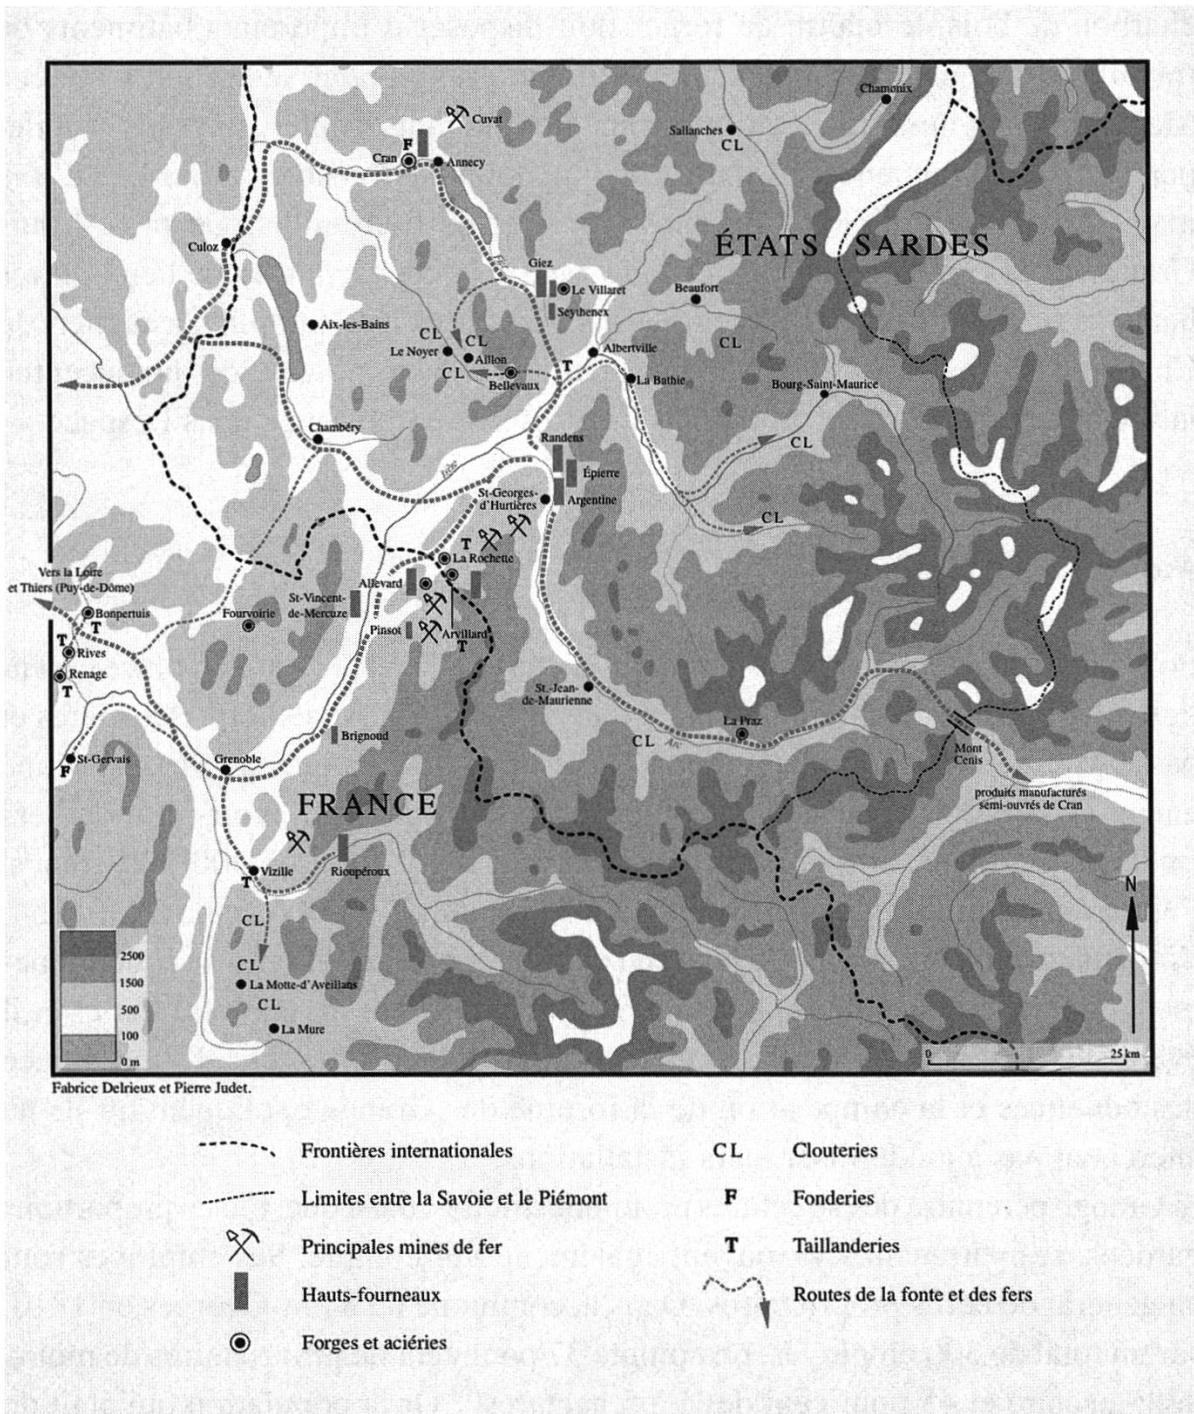 Chamonix
Cuvat
Sallanches
CL
F
Cran
Annecy
ÉTATS SARDES
Culoz
Giez
Le Villaret
Beaufort
Seythenex
Aix-les-Bains
CL
CL
CL
Le Noyer
Aillon
Albertville
T
CL
Bellevaux
La Bathie
Bourg-Saint-Maurice
Chambéry
Randens
CL
Isère
Épierre
St-Georges-
d'Hurtières
Argentine
CL
T
La Rochette
Vers la Loire
et Thiers (Puy-de-Dôme)
Allevard
St-Vincent-
de-Mercuze
Bonpertuis
T
Fourvoirie
Pinsot
Arvillard
T
T
Rives
Renage
T
St.-Jean-
de-Maurienne
La Praz
CL
Arc
Brignoud
Mont
Cenis
St-Gervais
F
Grenoble
produits manufacturés
semi-ouvrés de Cran
FRANCE
Vizille
T
Rioupéroux
N
CL
2500
CL
1500
La Motte-d'Aveillans
CL
500
La Mure
100
0 m
0 25 km
Fabrice Delrieux et Pierre Judet.
Frontières internationales
Limites entre la Savoie et le Piémont
Principales mines de fer
Hauts-fourneaux
Forges et aciéries
CL Clouteries
F Fonderies
T Taillanderies
Routes de la fonte et des fers